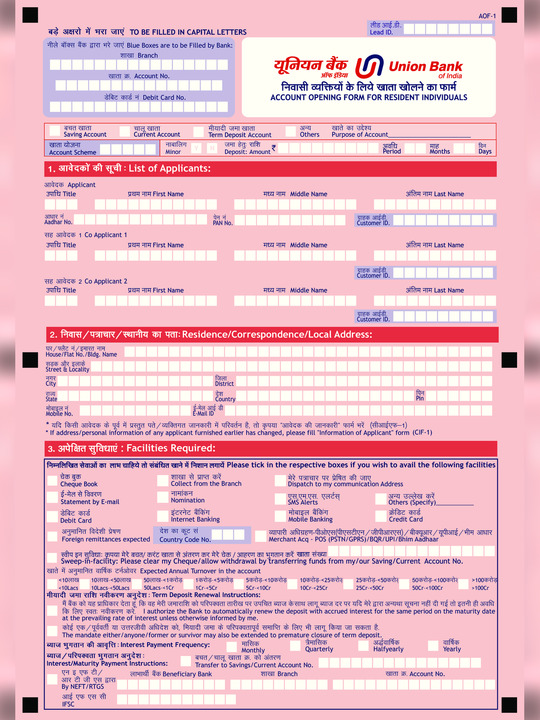 AOF-1
लीड आई.डी.
Lead ID.
बड़े अक्षरो में भरा जाएं TO BE FILLED IN CAPITAL LETTERS
नीले बॉक्स बैंक द्वारा भरे जाएं Blue Boxes are to be Filled by Bank:
शाखा Branch
खाता क्र. Account No.
डेबिट कार्ड नं Debit Card No.
यूनियन बैंक
ऑफ इंडिया
Union Bank
of India
निवासी व्यक्तियों के लिये खाता खोलने का फार्म
ACCOUNT OPENING FORM FOR RESIDENT INDIVIDUALS
बचत खाता
Saving Account
चालू खाता
Current Account
मीयादी जमा खाता
Term Deposit Account
अन्य
Others
खाते का उद्देश्य
Purpose of Account
खाता योजना
Account Scheme
नाबालिग
Minor
जमा हेतु राशि
Deposit: Amount ₹
अवधि
Period
माह
Months
दिन
Days
1. आवेदकों की सूची : List of Applicants:
आवेदक Applicant
उपाधि Title प्रथम नाम First Name मध्य नाम Middle Name अंतिम नाम Last Name
आधार नं
Aadhar No.
पेन नं
PAN No.
ग्राहक आईडी.
Customer ID.
सह आवेदक 1 Co Applicant 1
उपाधि Title प्रथम नाम First Name मध्य नाम Middle Name अंतिम नाम Last Name
ग्राहक आईडी.
Customer ID.
सह आवेदक 2 Co Applicant 2
उपाधि Title प्रथम नाम First Name मध्य नाम Middle Name अंतिम नाम Last Name
ग्राहक आईडी.
Customer ID.
2. निवास/पत्राचार/स्थानीय का पताः Residence/Correspondence/Local Address:
घर/फ्लैट नं/इमारत नाम
House/Flat No./Bldg. Name
सड़क और इलाके
Street & Locality
नगर
City
जिला
District
राज्य
State
देश
Country
पिन
Pin
मोबाइल नं
Mobile No.
ई-मेल आई डी
E-Mail ID
* यदि किसी आवेदक के पूर्व में प्रस्तुत पते/व्यक्तिगत जानकारी में परिवर्तन है, तो कृपया "आवेदक की जानकारी" फार्म भरें (सीआईएफ-1)
* If address/personal information of any applicant furnished earlier has changed, please fill "Information of Applicant" form (CIF-1)
3. अपेक्षित सुविधाएं : Facilities Required:
निम्नलिखित सेवाओं का लाभ चाहिये तो संबंधित खाने में निशान लगायें Please tick in the respective boxes if you wish to avail the following facilities
चेक बुक
Cheque Book
शाखा से प्राप्त करें
Collect from the Branch
मेरे पत्राचार पर प्रेषित की जाए
Dispatch to my communication Address
ई-मेल से विवरण
Statement by E-mail
नामांकन
Nomination
एस.एम.एस. एलर्टस्
SMS Alerts
अन्य उल्लेख करें
Others (Specify)
डेबिट कार्ड
Debit Card
इंटरनेट बैंकिंग
Internet Banking
मोबाइल बैंकिंग
Mobile Banking
क्रेडिट कार्ड
Credit Card
अनुमानित विदेशी प्रेषण
Foreign remittances expected
देश का कूट सं
Country Code No.
व्यापारी अधिग्रहण-पीओएस(पीएसटीएन/जीपीआरएस)/बीक्यूआर/यूपीआई/भीम आधार
Merchant Acq - POS (PSTN/GPRS)/BQR/UPI/Bhim Aadhaar
स्वीप इन सुविधाः कृपया मेरे बचत/करंट खाता से अंतरण कर मेरे चेक/आहरण का भुगतान करें खाता संख्या
Sweep-in-facility: Please clear my Cheque/allow withdrawal by transferring funds from my/our Saving/Current Account No.
खाते में अनुमानित वार्षिक टर्नओवर Expected Annual Turnover in the account
<10लाख
<10Lacs
10लाख-<50लाख
10Lacs-<50Lacs
50लाख-<1करोड़
50Lacs-<1Cr
1करोड़-<5करोड़
1Cr-<5Cr
5करोड़-<10करोड़
5Cr-<10Cr
10करोड़-<25करोड़
10Cr-<25Cr
25करोड़-<50करोड़
25Cr-<50Cr
50करोड़-<100करोड़
50Cr-<100Cr
>100करोड़
>100Cr
मीयादी जमा राशि नवीकरण अनुदेश : Term Deposit Renewal Instructions:
मैं बैंक को यह प्राधिकार देता हूं कि वह मेरी जमाराशि को परिपक्वता तारीख पर प्रचलित ब्याज के साथ लागू ब्याज दर पर यदि मेरे द्वारा अन्यथा सूचना नहीं दी गई तो इतनी ही अवधि
के लिए स्वतः नवीकरण करें. I authorize the Bank to automatically renew the deposit with accrued interest for the same period on the maturity date
at the prevailing rate of interest unless otherwise informed by me.
कोई एक/पूर्ववर्ती या उत्तरजीवी अधिदेश को, मियादी जमा के परिपक्वतापूर्व समाप्ति के लिये भी लागू किया जा सकता है.
The mandate either/anyone/former or survivor may also be extended to premature closure of term deposit.
ब्याज भुगतान की आवृति: Interest Payment Frequency:
मासिक
Monthly
त्रैमासिक
Quarterly
अर्द्धवार्षिक
Halfyearly
वार्षिक
Yearly
ब्याज/परिपक्वता भुगतान अनुदेश :
Interest/Maturity Payment Instructions:
बचत/चालू खाता क्र. को अंतरण
Transfer to Savings/Current Account No.
एन इ एफ टी/
आर टी जी एस द्वारा
By NEFT/RTGS
लाभार्थी बैंक Beneficiary Bank
शाखा Branch
खाता क्र. Account No.
आई एफ एस सी
IFSC